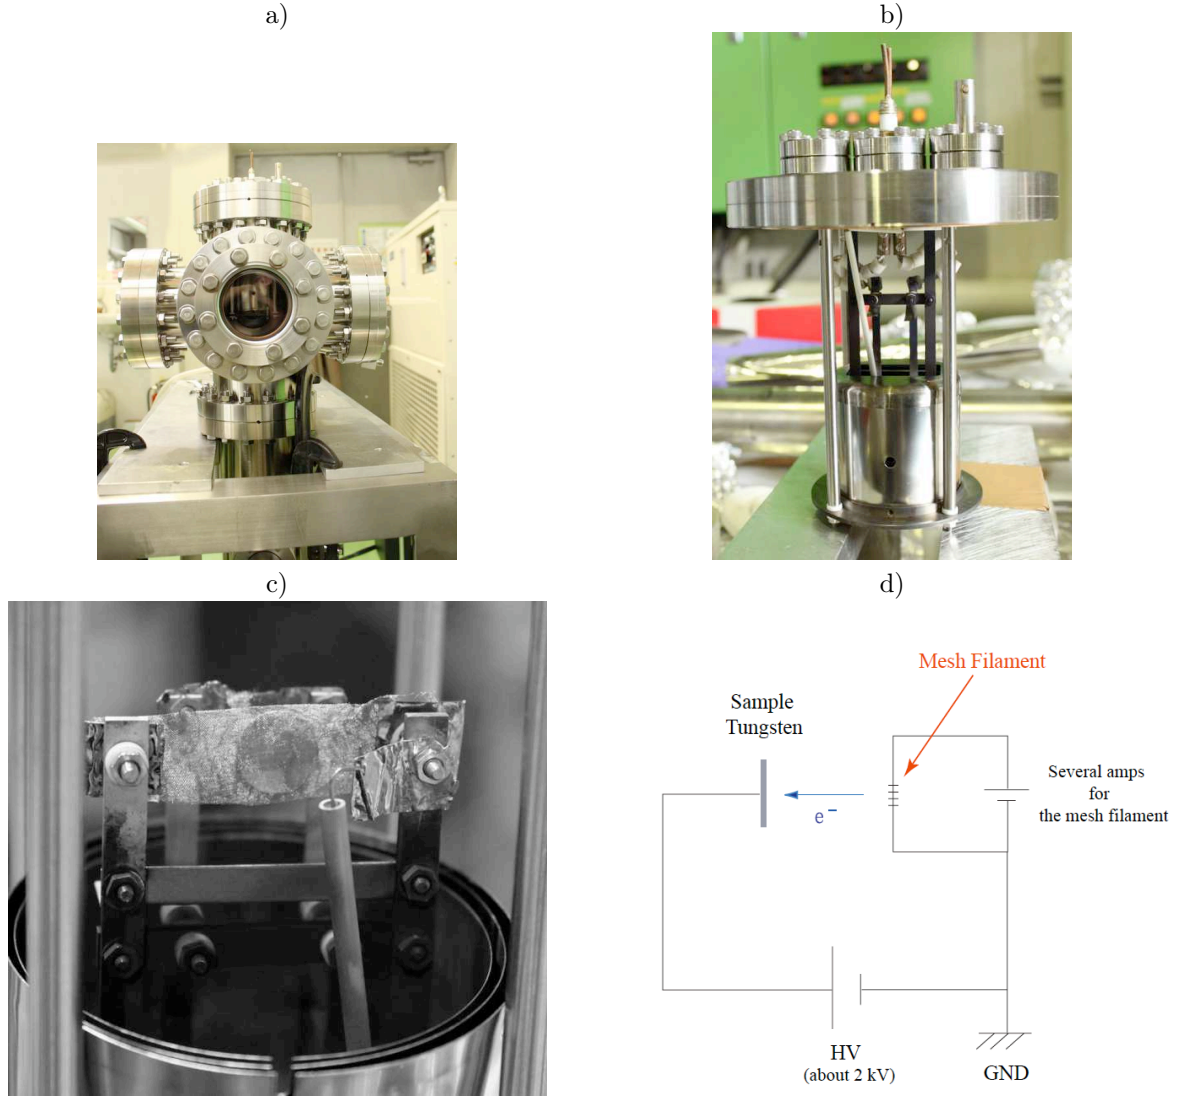 a)
b)
c)
d)
Mesh Filament
Sample
Tungsten
Several amps
for
the mesh filament
e⁻
HV
(about 2 kV)
GND